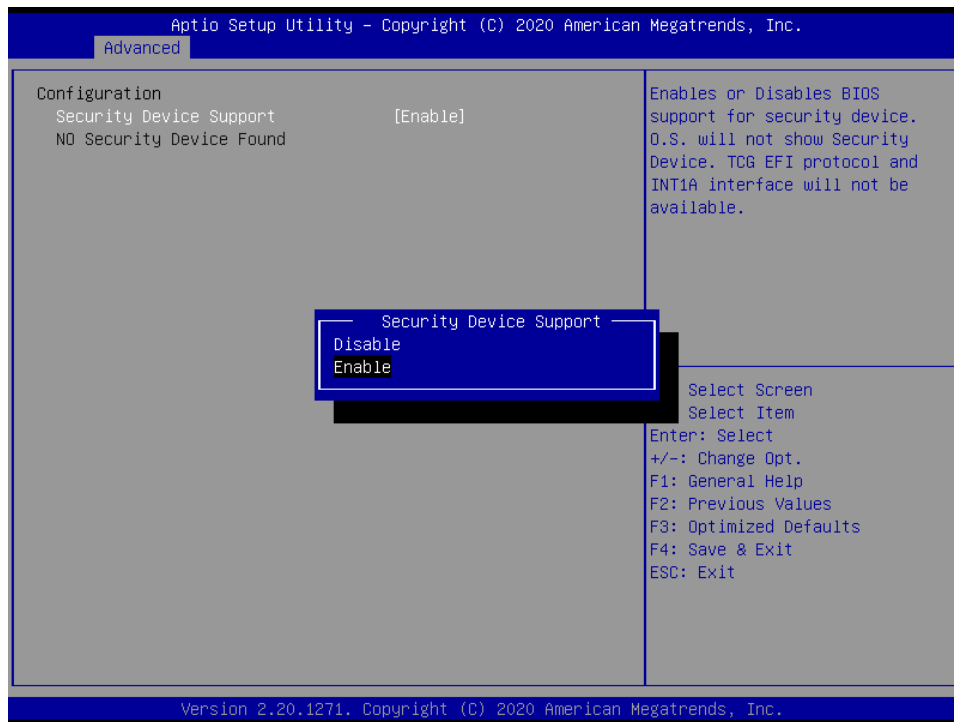 Aptio Setup Utility – Copyright (C) 2020 American Megatrends, Inc.
Advanced
Configuration
Security Device Support [Enable]
NO Security Device Found
Enables or Disables BIOS
support for security device.
O.S. will not show Security
Device. TCG EFI protocol and
INT1A interface will not be
available.
Security Device Support
Disable
Enable
Select Screen
Select Item
Enter: Select
+/-: Change Opt.
F1: General Help
F2: Previous Values
F3: Optimized Defaults
F4: Save & Exit
ESC: Exit
Version 2.20.1271. Copyright (C) 2020 American Megatrends, Inc.